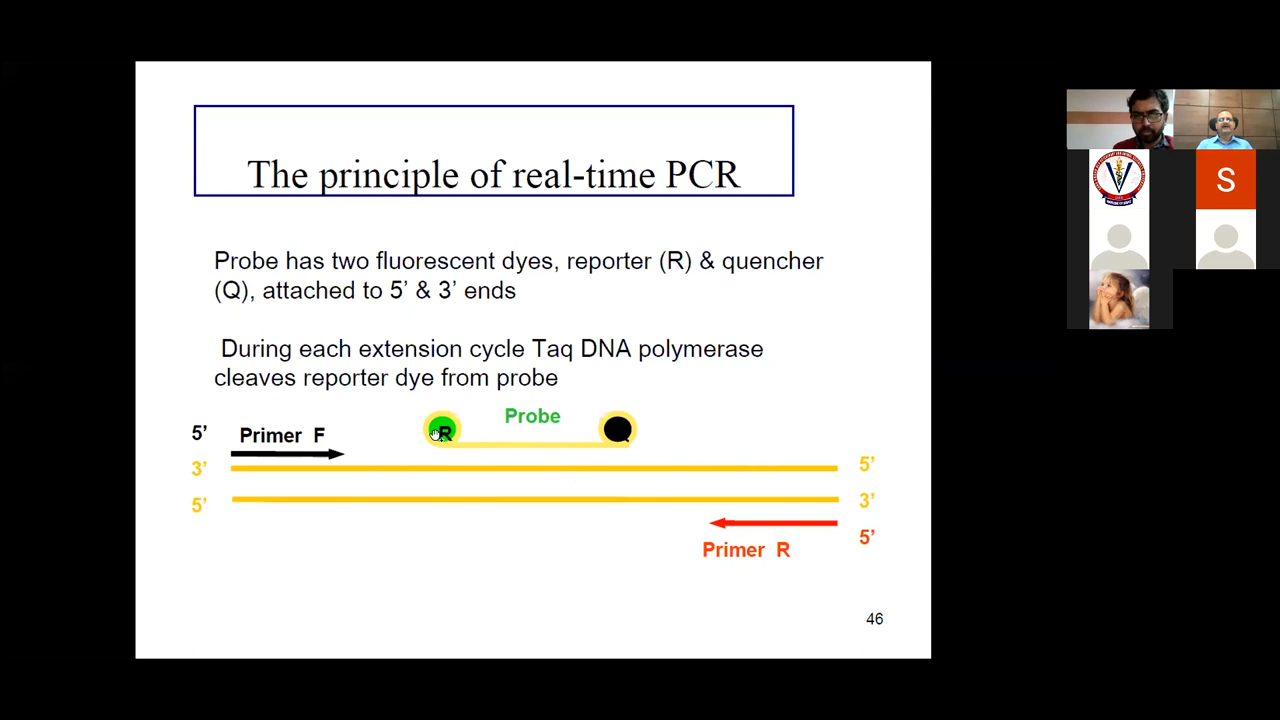 The principle of real-time PCR
Probe has two fluorescent dyes, reporter (R) & quencher
(Q), attached to 5’ & 3’ ends
During each extension cycle Taq DNA polymerase
cleaves reporter dye from probe
Probe
R
5’ Primer F
3’ 5’
5’ 3’
5’
Primer R
46
S
V